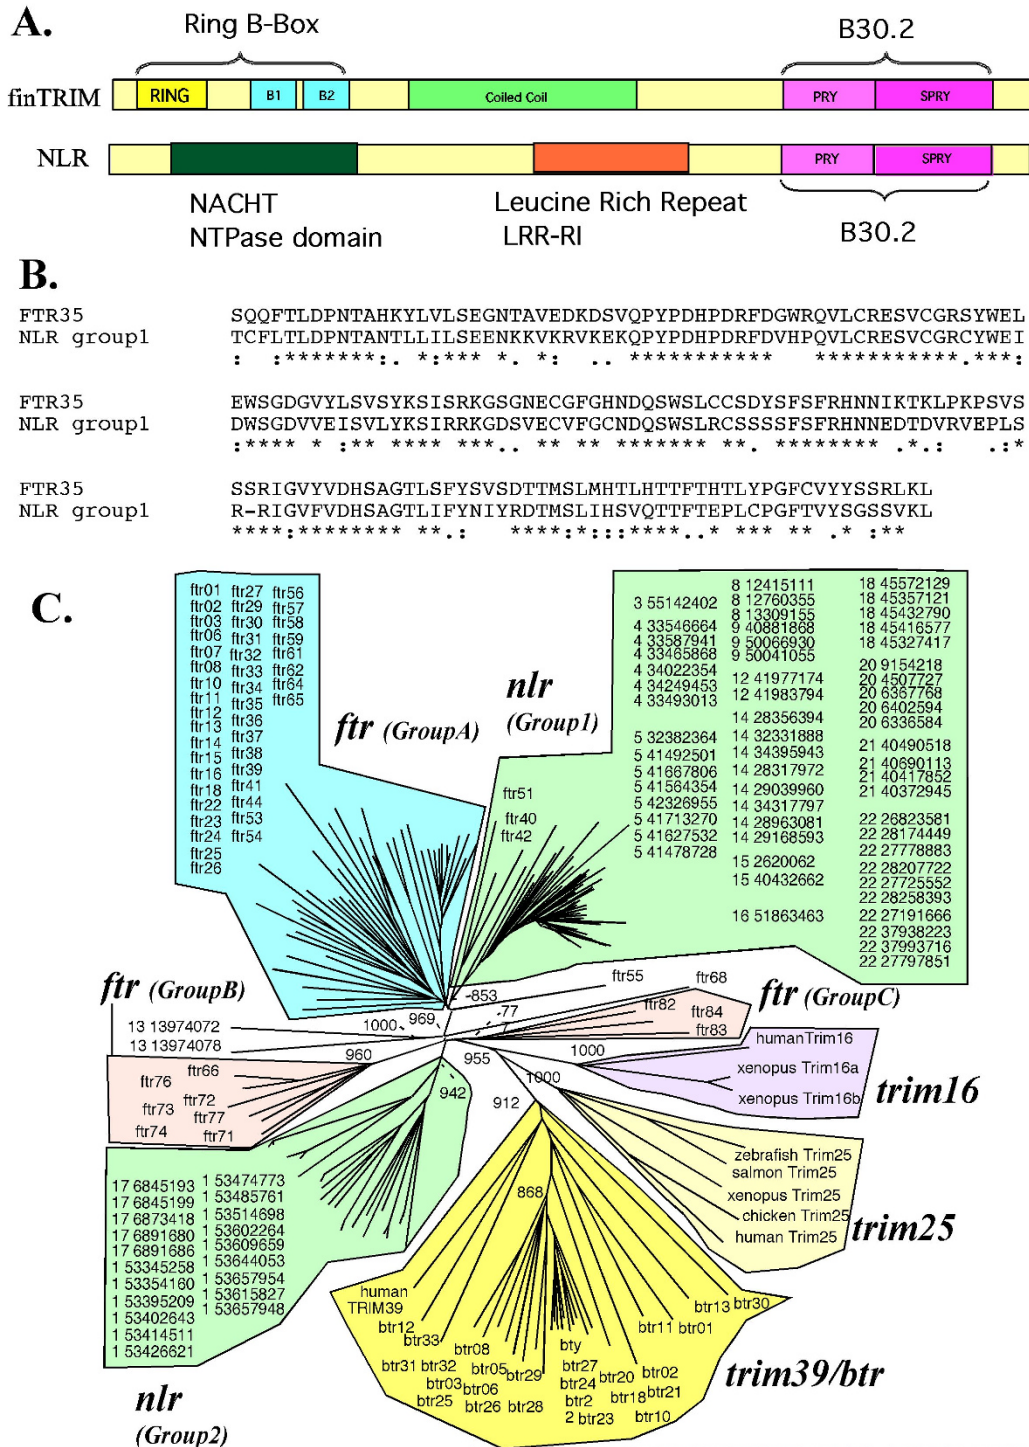 A.
Ring B-Box
B30.2
finTRIM
RING
B1
B2
Coiled Coil
PRY
SPRY
NLR
PRY
SPRY
NACHT
NTPase domain
Leucine Rich Repeat
LRR-RI
B30.2
B.
FTR35 SQQFTLDPNTAHKYLVLSEGNTAVEDKDSVQPYPDHPDRFDGWRQVLCRESVCGRSYWEL
NLR group1 TCFLTLDPNTANTLLILSEENKKVKRVKEKQPYPDHPDRFDVHPQVLCRESVCGRCYWEI
FTR35 EWSGDGVYLSVSYKSISRKGSGNECGFGHNDQSWSLCCSDYSFSFRHNNIKTKLPKPSVS
NLR group1 DWSGDVVEISVLYKSIRRKGDSVECVFGCNDQSWSLRCSSSSFSFRHNNEDTDVRVEPLS
FTR35 SSRIGVYVDHSAGTLSFYSVSDTTMSLMHTLHTTFTHTLYPGFCVYYSSRLKL
NLR group1 R-RIGVFVDHSAGTLIFYNIYRDTMSLIHSVQTTFTEPLCPGFTVYSGSSVKL
C.
ftr01 ftr27 ftr56
ftr02 ftr29 ftr57
ftr03 ftr30 ftr58
ftr06 ftr31 ftr59
ftr07 ftr32 ftr61
ftr08 ftr33 ftr62
ftr10 ftr34 ftr64
ftr11 ftr35 ftr65
ftr12 ftr36
ftr13 ftr37
ftr14 ftr38
ftr15 ftr39
ftr16 ftr41
ftr18 ftr44
ftr22 ftr53
ftr23 ftr54
ftr24
ftr25
ftr26
ftr (GroupA)
nlr
(Group1)
ftr51
ftr40
ftr42
3 55142402
4 33546664
4 33587941
4 33465868
4 34022354
4 34249453
4 33493013
5 32382364
5 41492501
5 41667806
5 41564354
5 42326955
5 41713270
5 41627532
5 41478728
8 12415111
8 12760355
8 13309155
9 40881868
9 50066930
9 50041055
12 41977174
12 41983794
14 28356394
14 32331888
14 34395943
14 28317972
14 29039960
14 34317797
14 28963081
14 29168593
15 2620062
15 40432662
16 51863463
18 45572129
18 45357121
18 45432790
18 45416577
18 45327417
20 9154218
20 4507727
20 6367768
20 6402594
20 6336584
21 40490518
21 40690113
21 40417852
21 40372945
22 26823581
22 28174449
22 27778883
22 28207722
22 27725552
22 28258393
22 27191666
22 37938223
22 37993716
22 27797851
ftr (GroupB)
13 13974072
13 13974078
1000
969
-853
-77
7
ftr55
ftr68
ftr82
ftr84
ftr83
ftr (GroupC)
960
955
942
912
1000
1000
868
ftr66
ftr76
ftr72
ftr73
ftr77
ftr74
ftr71
humanTrim16
xenopus Trim16a
xenopus Trim16b
trim16
zebrafish Trim25
salmon Trim25
xenopus Trim25
chicken Trim25
human Trim25
trim25
17 6845193
17 6845199
17 6873418
17 6891680
17 6891686
1 53345258
1 53354160
1 53395209
1 53402643
1 53414511
1 53426621
1 53474773
1 53485761
1 53514698
1 53602264
1 53609659
1 53644053
1 53657954
1 53615827
1 53657948
nlr
(Group2)
human
TRIM39
btr12
btr33
btr08
btr31
btr32
btr05
btr29
btr03
btr06
btr25
btr26
btr28
bty
btr27
btr24
btr2
2
btr23
btr20
btr18
btr02
btr21
btr10
btr11
btr01
btr13
btr30
trim39/btr